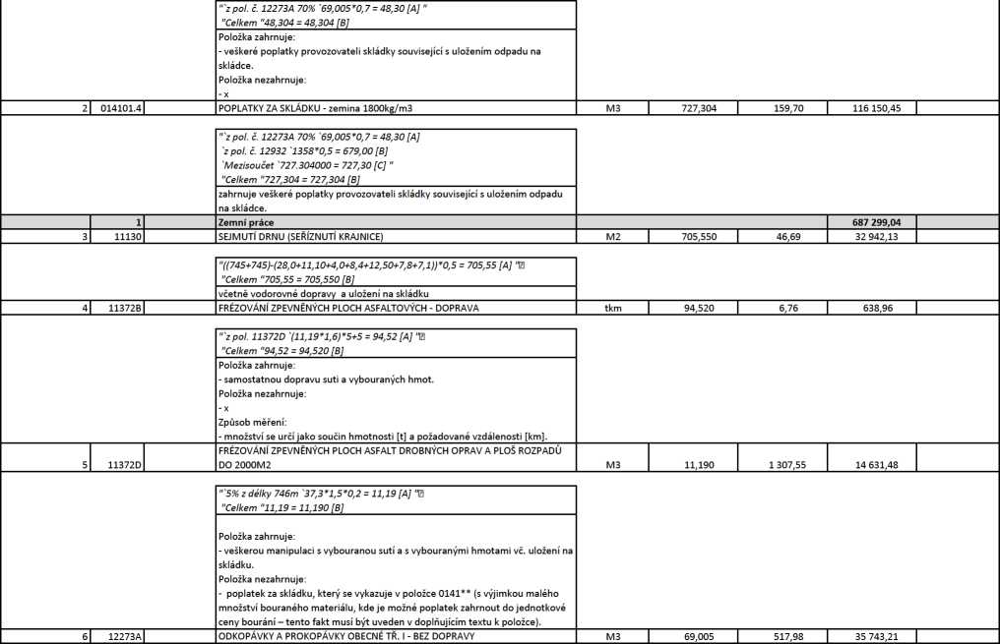 "`z pol. č. 12273A 70% `69,005*0,7 = 48,30 [A] "
"Celkem "48,304 = 48,304 [B]
Položka zahrnuje:
- veškeré poplatky provozovateli skládky související s uložením odpadu na
skládce.
Položka nezahrnuje:
- x
2 014101.4 POPLATKY ZA SKLÁDKU - zemina 1800kg/m3 M3 727,304 159,70 116 150,45
"`z pol. č. 12273A 70% `69,005*0,7 = 48,30 [A]
`z pol. č. 12932 `1358*0,5 = 679,00 [B]
`Mezisoučet `727.304000 = 727,30 [C] "
"Celkem "727,304 = 727,304 [B]
zahrnuje veškeré poplatky provozovateli skládky související s uložením odpadu
na skládce.
1 Zemní práce 687 299,04
3 11130 SEJMUTÍ DRNU (SEŘÍZNUTÍ KRAJNICE) M2 705,550 46,69 32 942,13
"((745+745)-(28,0+11,10+4,0+8,4+12,50+7,8+7,1))*0,5 = 705,55 [A] "
"Celkem "705,55 = 705,550 [B]
včetně vodorovné dopravy a uložení na skládku
4 11372B FRÉZOVÁNÍ ZPEVNĚNÝCH PLOCH ASFALTOVÝCH - DOPRAVA tkm 94,520 6,76 638,96
"`z pol. 11372D `(11,19*1,6)*5+5 = 94,52 [A] "
"Celkem "94,52 = 94,520 [B]
Položka zahrnuje:
- samostatnou dopravu suti a vybouraných hmot.
Položka nezahrnuje:
- x
Způsob měření:
- množství se určí jako součin hmotnosti [t] a požadované vzdálenosti [km].
FRÉZOVÁNÍ ZPEVNĚNÝCH PLOCH ASFALT DROBNÝCH OPRAV A PLOŠ ROZPADŮ
5 11372D DO 2000M2 M3 11,190 1 307,55 14 631,48
"`5% z délky 746m `37,3*1,5*0,2 = 11,19 [A] "
"Celkem "11,19 = 11,190 [B]
Položka zahrnuje:
- veškerou manipulaci s vybouranou sutí a s vybouranými hmotami vč. uložení na
skládku.
Položka nezahrnuje:
- poplatek za skládku, který se vykazuje v položce 0141** (s výjimkou malého
množství bouraného materiálu, kde je možné poplatek zahrnout do jednotkové
ceny bourání – tento fakt musí být uveden v doplňujícím textu k položce).
6 12273A ODKOPÁVKY A PROKOPÁVKY OBECNÉ TŘ. I - BEZ DOPRAVY M3 69,005 517,98 35 743,21